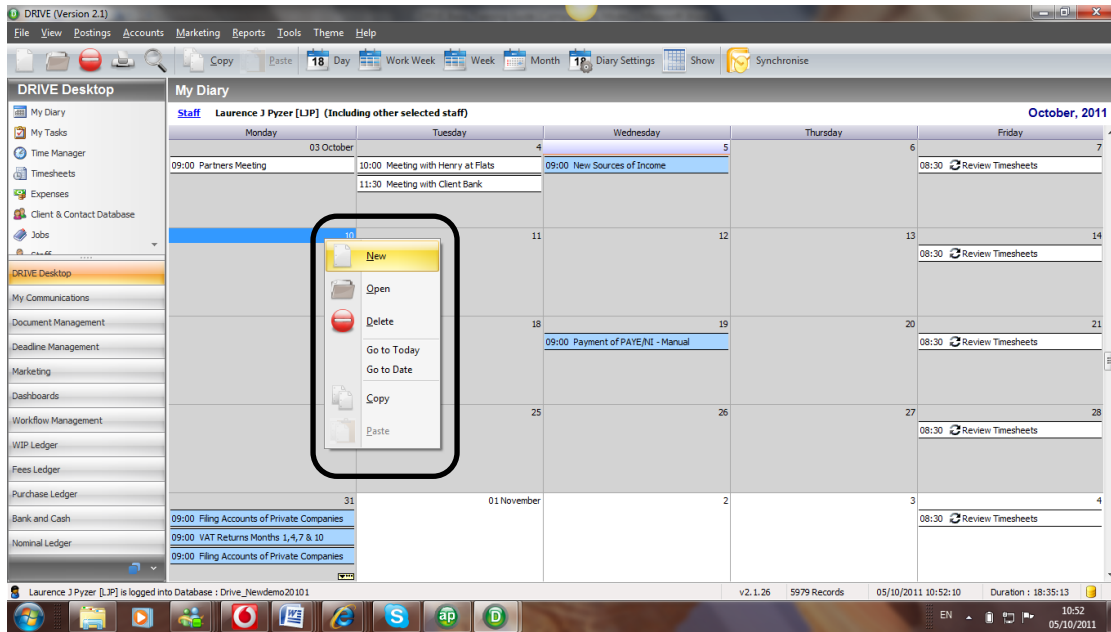 DRIVE (Version 2.1)
File View Postings Accounts Marketing Reports Tools Theme Help
Copy Paste 18 Day Work Week Week Month 18 Diary Settings Show Synchronise
DRIVE Desktop
My Diary
My Tasks
Time Manager
Timesheets
Expenses
Client & Contact Database
Jobs
DRIVE Desktop
My Communications
Document Management
Deadline Management
Marketing
Dashboards
Workflow Management
WIP Ledger
Fees Ledger
Purchase Ledger
Bank and Cash
Nominal Ledger
My Diary
Staff Laurence J Pyzer [LJP] (Including other selected staff) October, 2011
Monday Tuesday Wednesday Thursday Friday
03 October 4 5 6 7
09:00 Partners Meeting 10:00 Meeting with Henry at Flats 09:00 New Sources of Income 08:30 Review Timesheets
11:30 Meeting with Client Bank
10 11 12 13 14
08:30 Review Timesheets
New
Open
Delete
Go to Today
Go to Date
Copy
Paste
18 19 20 21
09:00 Payment of PAYE/NI - Manual 08:30 Review Timesheets
25 26 27 28
08:30 Review Timesheets
31 01 November 2 3 4
09:00 Filing Accounts of Private Companies 08:30 Review Timesheets
09:00 VAT Returns Months 1,4,7 & 10
09:00 Filing Accounts of Private Companies
Laurence J Pyzer [LJP] is logged into Database : Drive_Newdemo20101 v2.1.26 5979 Records 05/10/2011 10:52:10 Duration : 18:35:13
EN 10:52
05/10/2011